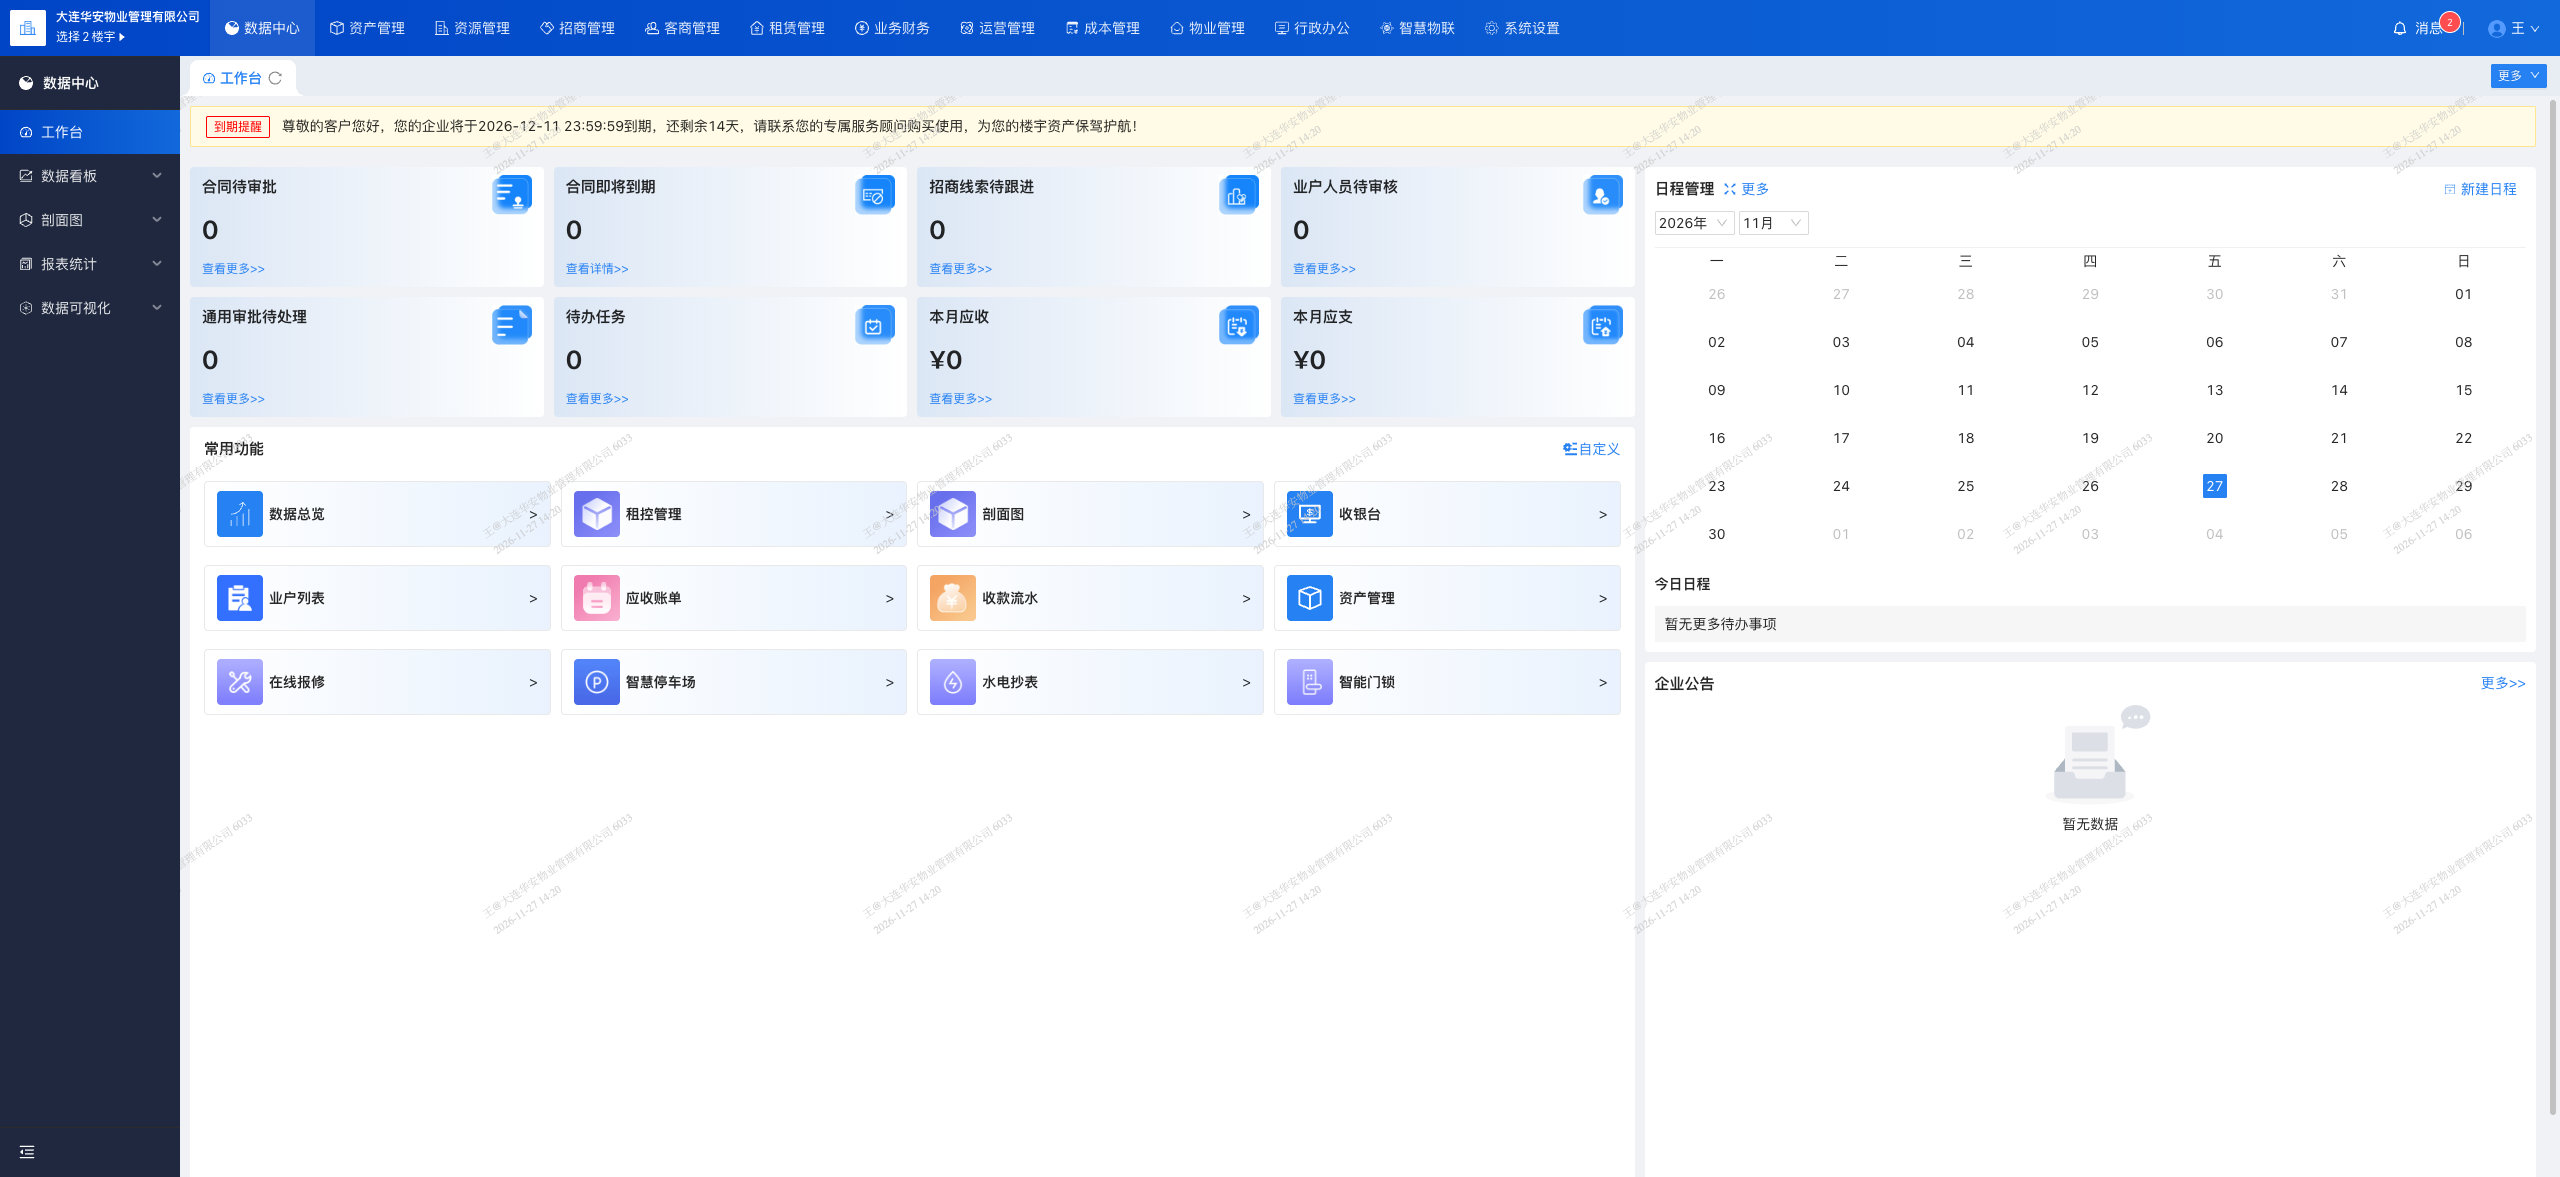 大连华安物业管理有限公司
选择 2 楼宇
数据中心
资产管理
资源管理
招商管理
客商管理
租赁管理
业务财务
运营管理
成本管理
物业管理
行政办公
智慧物联
系统设置
消息
2
王
数据中心
工作台
数据看板
剖面图
报表统计
数据可视化
工作台
更多
到期提醒
尊敬的客户您好，您的企业将于2026-12-11 23:59:59到期，还剩余14天，请联系您的专属服务顾问购买使用，为您的楼宇资产保驾护航！
合同待审批
0
查看更多>>
合同即将到期
0
查看详情>>
招商线索待跟进
0
查看更多>>
业户人员待审核
0
查看更多>>
通用审批待处理
0
查看更多>>
待办任务
0
查看更多>>
本月应收
¥0
查看更多>>
本月应支
¥0
查看更多>>
常用功能
自定义
数据总览 >
租控管理 >
剖面图 >
收银台 >
业户列表 >
应收账单 >
收款流水 >
资产管理 >
在线报修 >
智慧停车场 >
水电抄表 >
智能门锁 >
日程管理 更多
新建日程
2026年 11月
一 二 三 四 五 六 日
26 27 28 29 30 31 01
02 03 04 05 06 07 08
09 10 11 12 13 14 15
16 17 18 19 20 21 22
23 24 25 26 27 28 29
30 01 02 03 04 05 06
今日日程
暂无更多待办事项
企业公告
更多>>
暂无数据
王@大连华安物业管理有限公司 6033
2026-11-27 14:20